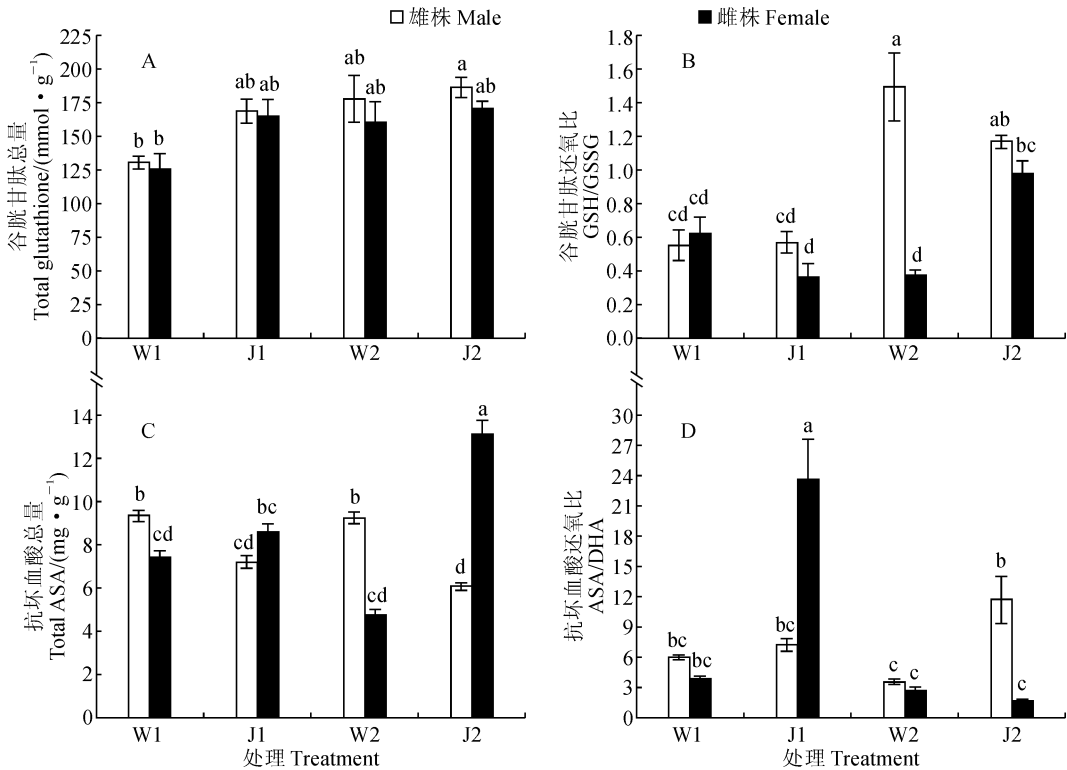 雄株 Male 雌株 Female
A
谷胱甘肽总量
Total glutathione/(mmol·g⁻¹)
225
200
175
150
125
100
75
50
25
0
b b ab ab ab ab a ab
W1 J1 W2 J2
B
谷胱甘肽还氧比
GSH/GSSG
1.8
1.6
1.4
1.2
1.0
0.8
0.6
0.4
0.2
0.0
cd cd cd d a d ab bc
W1 J1 W2 J2
C
抗坏血酸总量
Total ASA/(mg·g⁻¹)
14
12
10
8
6
4
2
0
b cd cd bc b cd d a
W1 J1 W2 J2
处理 Treatment
D
抗坏血酸还氧比
ASA/DHA
30
27
24
21
18
15
12
9
6
3
0
bc bc bc a c c b c
W1 J1 W2 J2
处理 Treatment